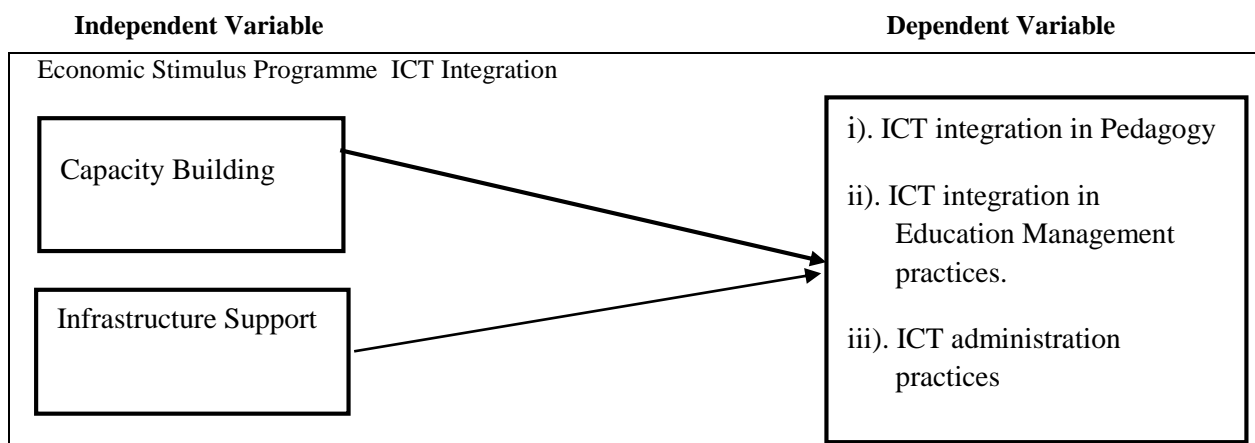 Independent Variable
Dependent Variable
Economic Stimulus Programme ICT Integration
Capacity Building
Infrastructure Support
i). ICT integration in Pedagogy
ii). ICT integration in
Education Management
practices.
iii). ICT administration
practices